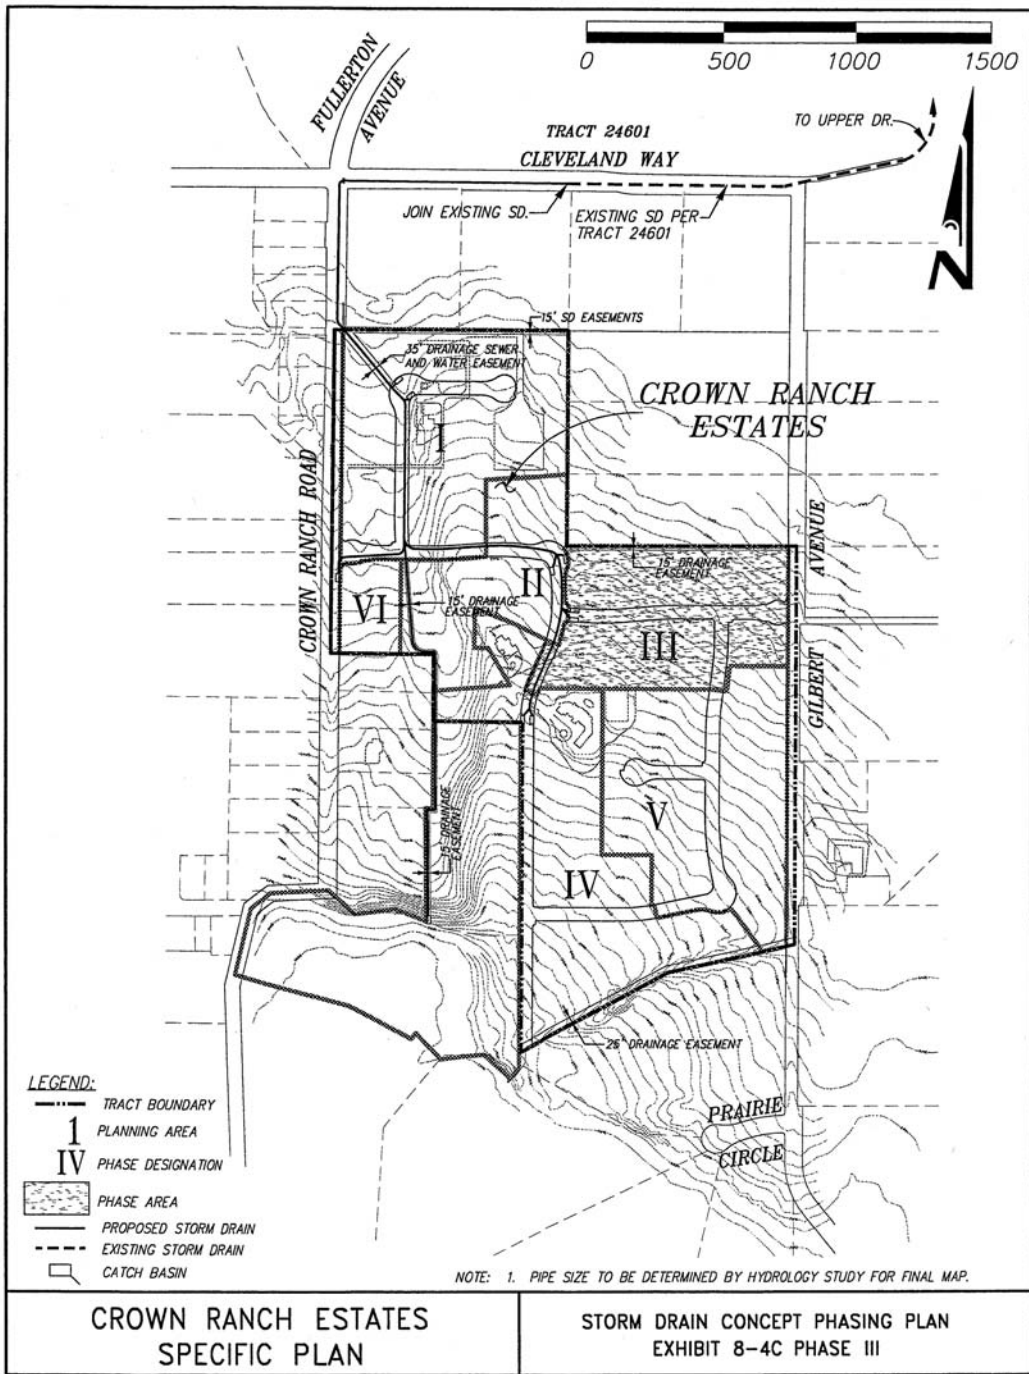 0 500 1000 1500
FULLERTON
AVENUE
TRACT 24601
CLEVELAND WAY
TO UPPER DR.
JOIN EXISTING SD.
EXISTING SD PER
TRACT 24601
N
15' SD EASEMENTS
35' DRAINAGE SEWER
AND WATER EASEMENT
CROWN RANCH
ESTATES
I
CROWN RANCH ROAD
II
15' DRAINAGE
EASEMENT
AVENUE
VI
15' DRAINAGE
EASEMENT
III
GILBERT
15' DRAINAGE
EASEMENT
V
IV
25' DRAINAGE EASEMENT
PRAIRIE
CIRCLE
LEGEND:
TRACT BOUNDARY
1 PLANNING AREA
IV PHASE DESIGNATION
PHASE AREA
PROPOSED STORM DRAIN
EXISTING STORM DRAIN
CATCH BASIN
NOTE: 1. PIPE SIZE TO BE DETERMINED BY HYDROLOGY STUDY FOR FINAL MAP.
CROWN RANCH ESTATES
SPECIFIC PLAN
STORM DRAIN CONCEPT PHASING PLAN
EXHIBIT 8-4C PHASE III